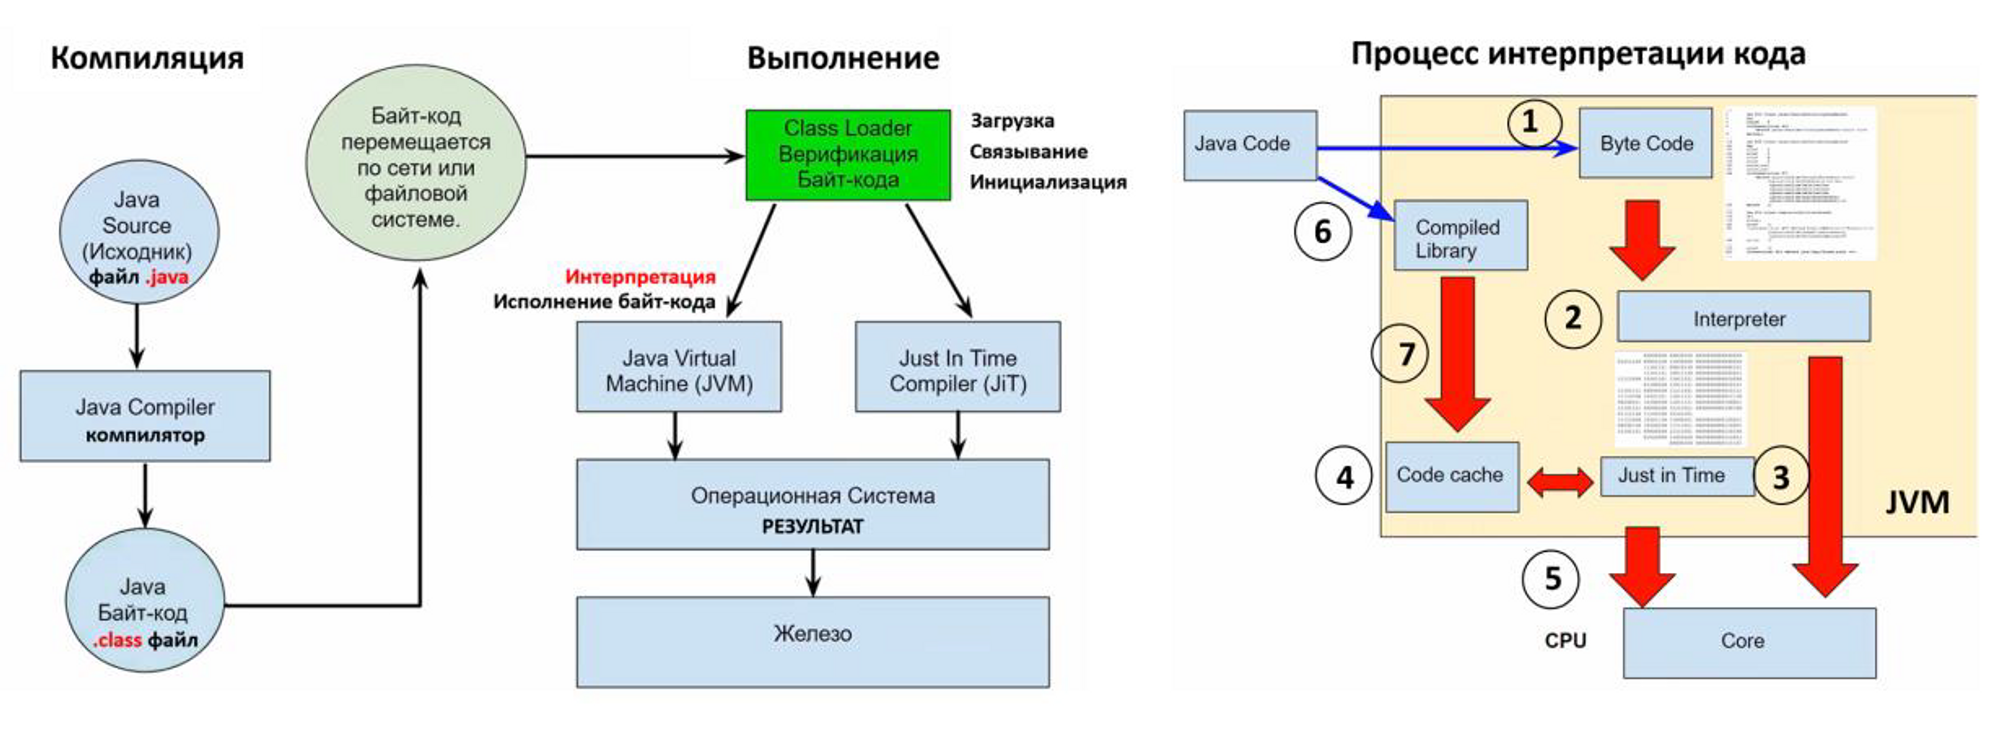 Компиляция
Java
Source
(Исходник)
файл .java
Java Compiler
компилятор
Java
Байт-код
.class файл
Байт-код
перемещается
по сети или
файловой
системе.
Выполнение
Class Loader
Верификация
Байт-кода
Загрузка
Связывание
Инициализация
Интерпретация
Исполнение байт-кода
Java Virtual
Machine (JVM)
Just In Time
Compiler (JiT)
Операционная Система
РЕЗУЛЬТАТ
Железо
Процесс интерпретации кода
Java Code
1
Byte Code
6
Compiled
Library
2
Interpreter
7
4
Code cache
Just in Time
3
JVM
5
CPU
Core